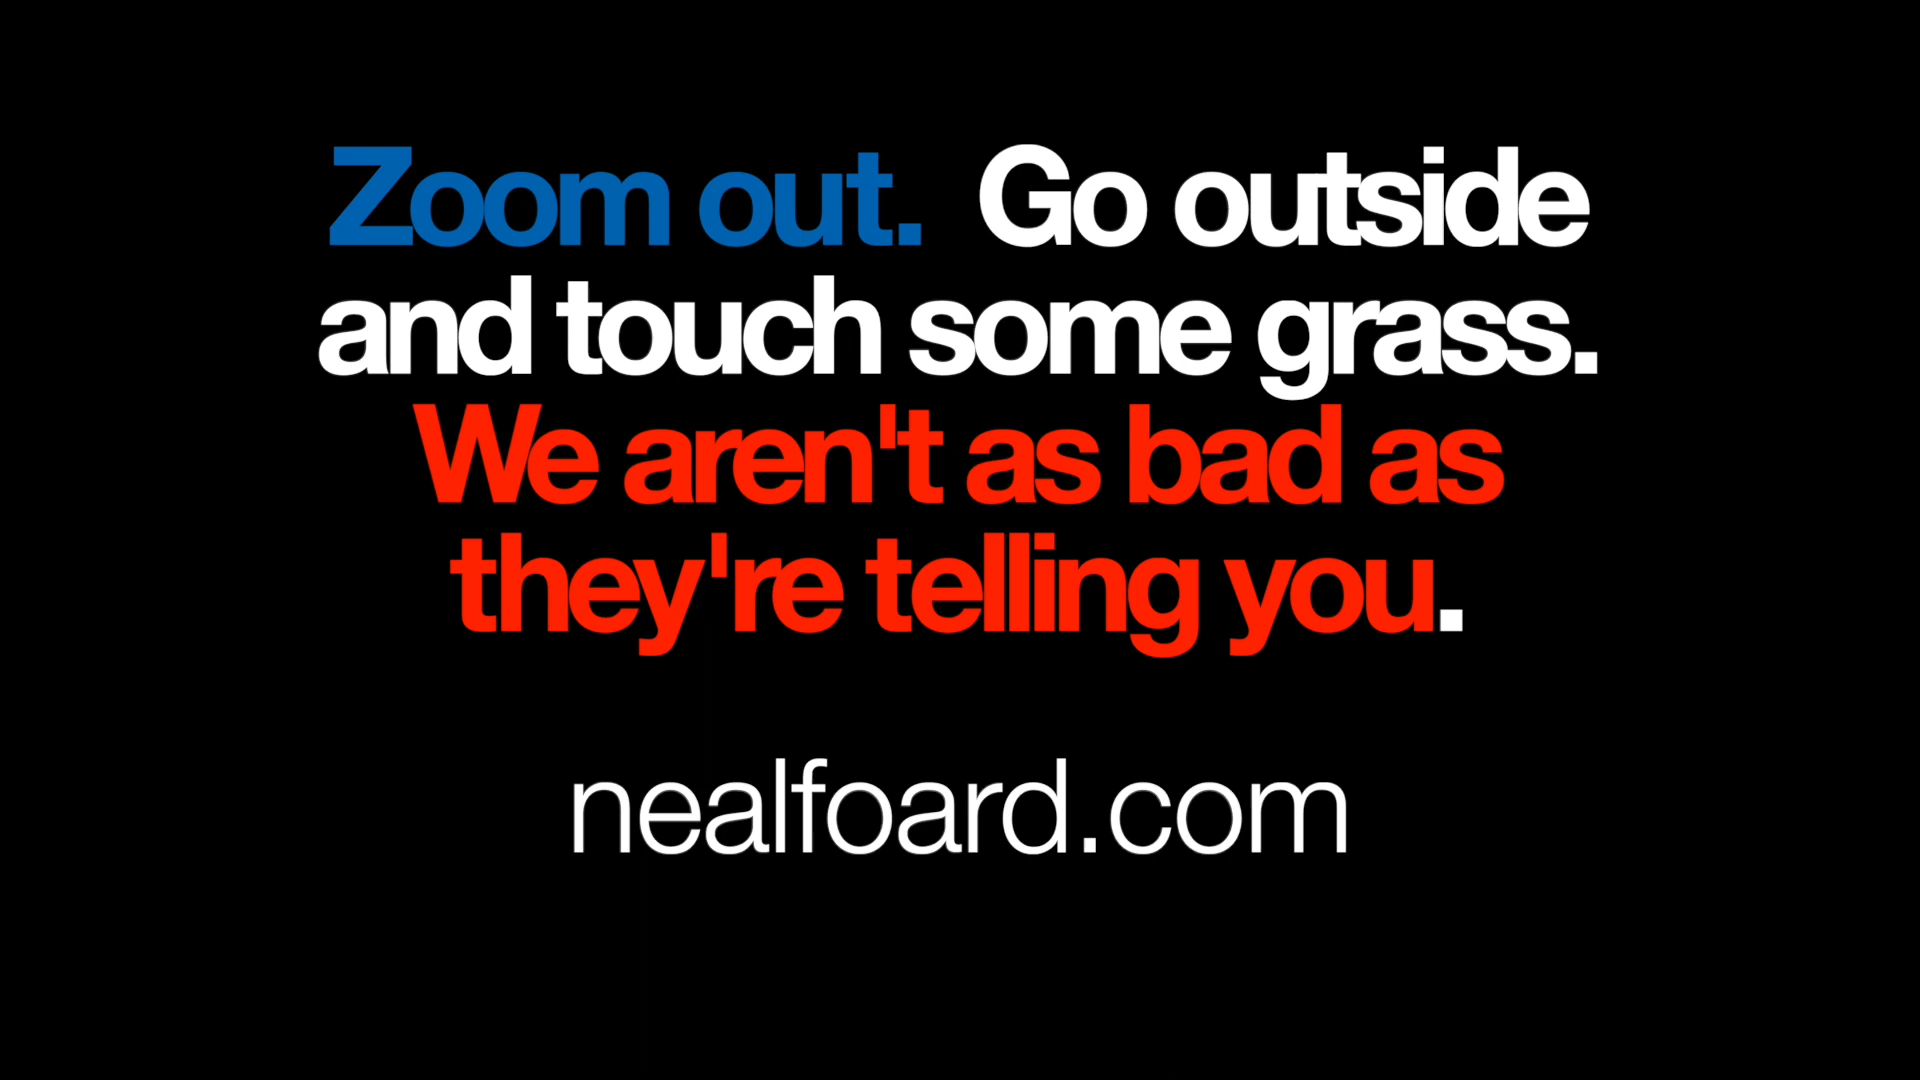 Zoom out.  Go outside
and touch some grass.
We aren't as bad as
they're telling you.
nealfoard.com